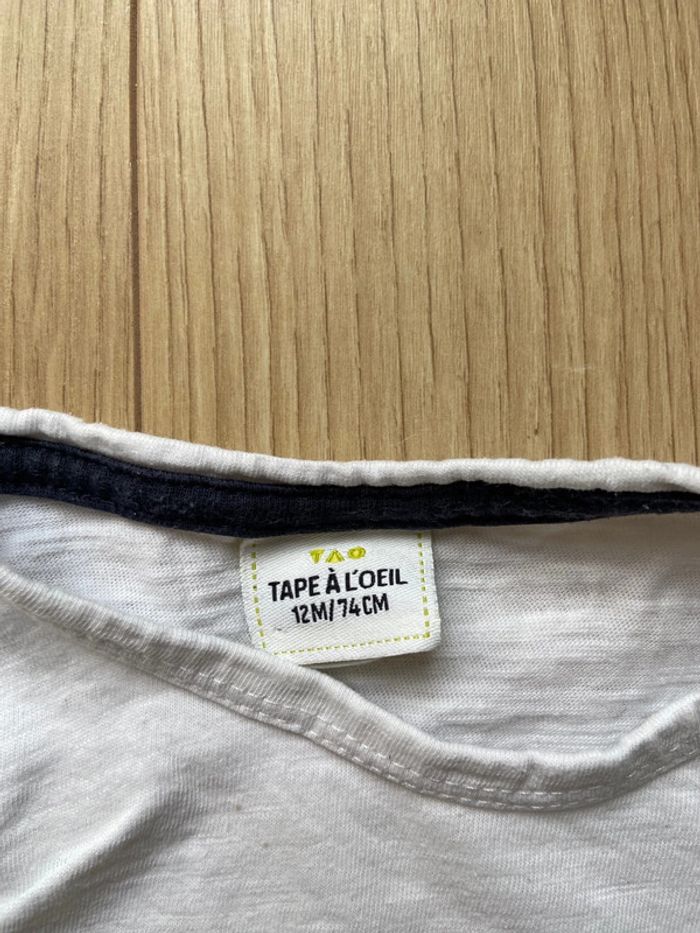 TAO
TAPE À L'OEIL
12M/74CM